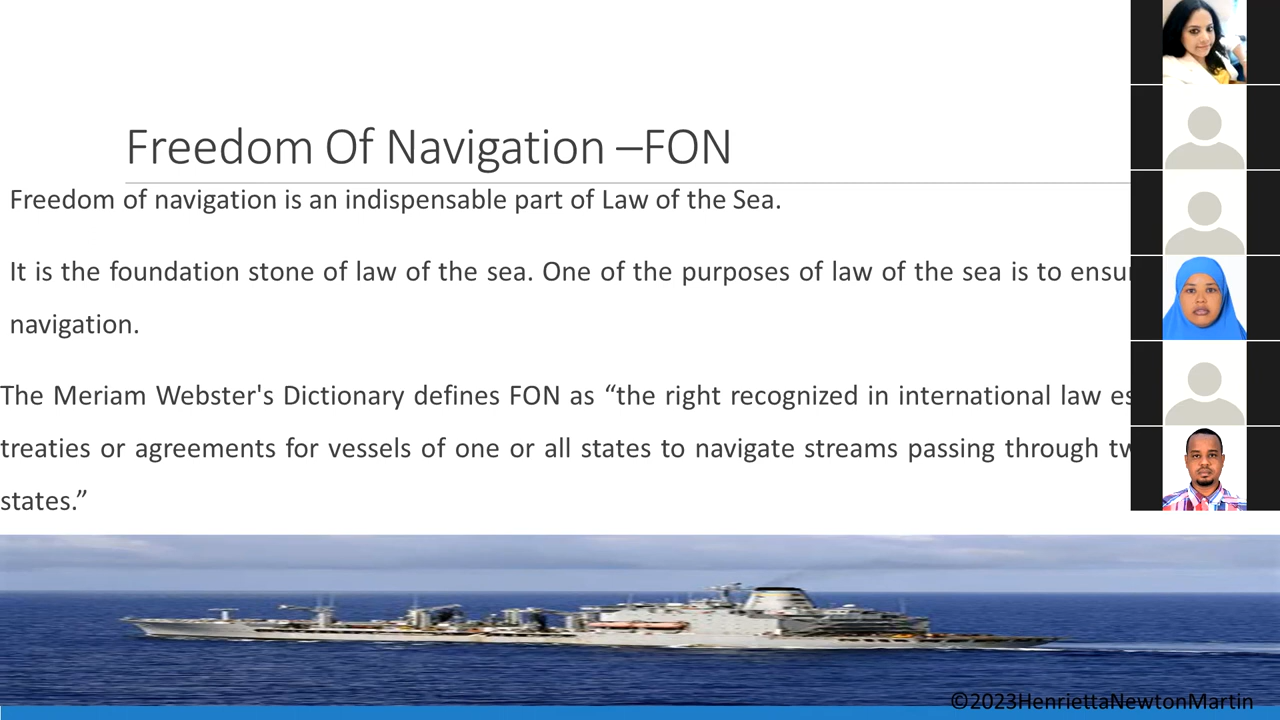 Freedom Of Navigation –FON
Freedom of navigation is an indispensable part of Law of the Sea.
It is the foundation stone of law of the sea. One of the purposes of law of the sea is to
navigation.
The Meriam Webster's Dictionary defines FON as “the right recognized in international law
treaties or agreements for vessels of one or all states to navigate streams passing through
states.”
©2023HenriettaNewtonMartin